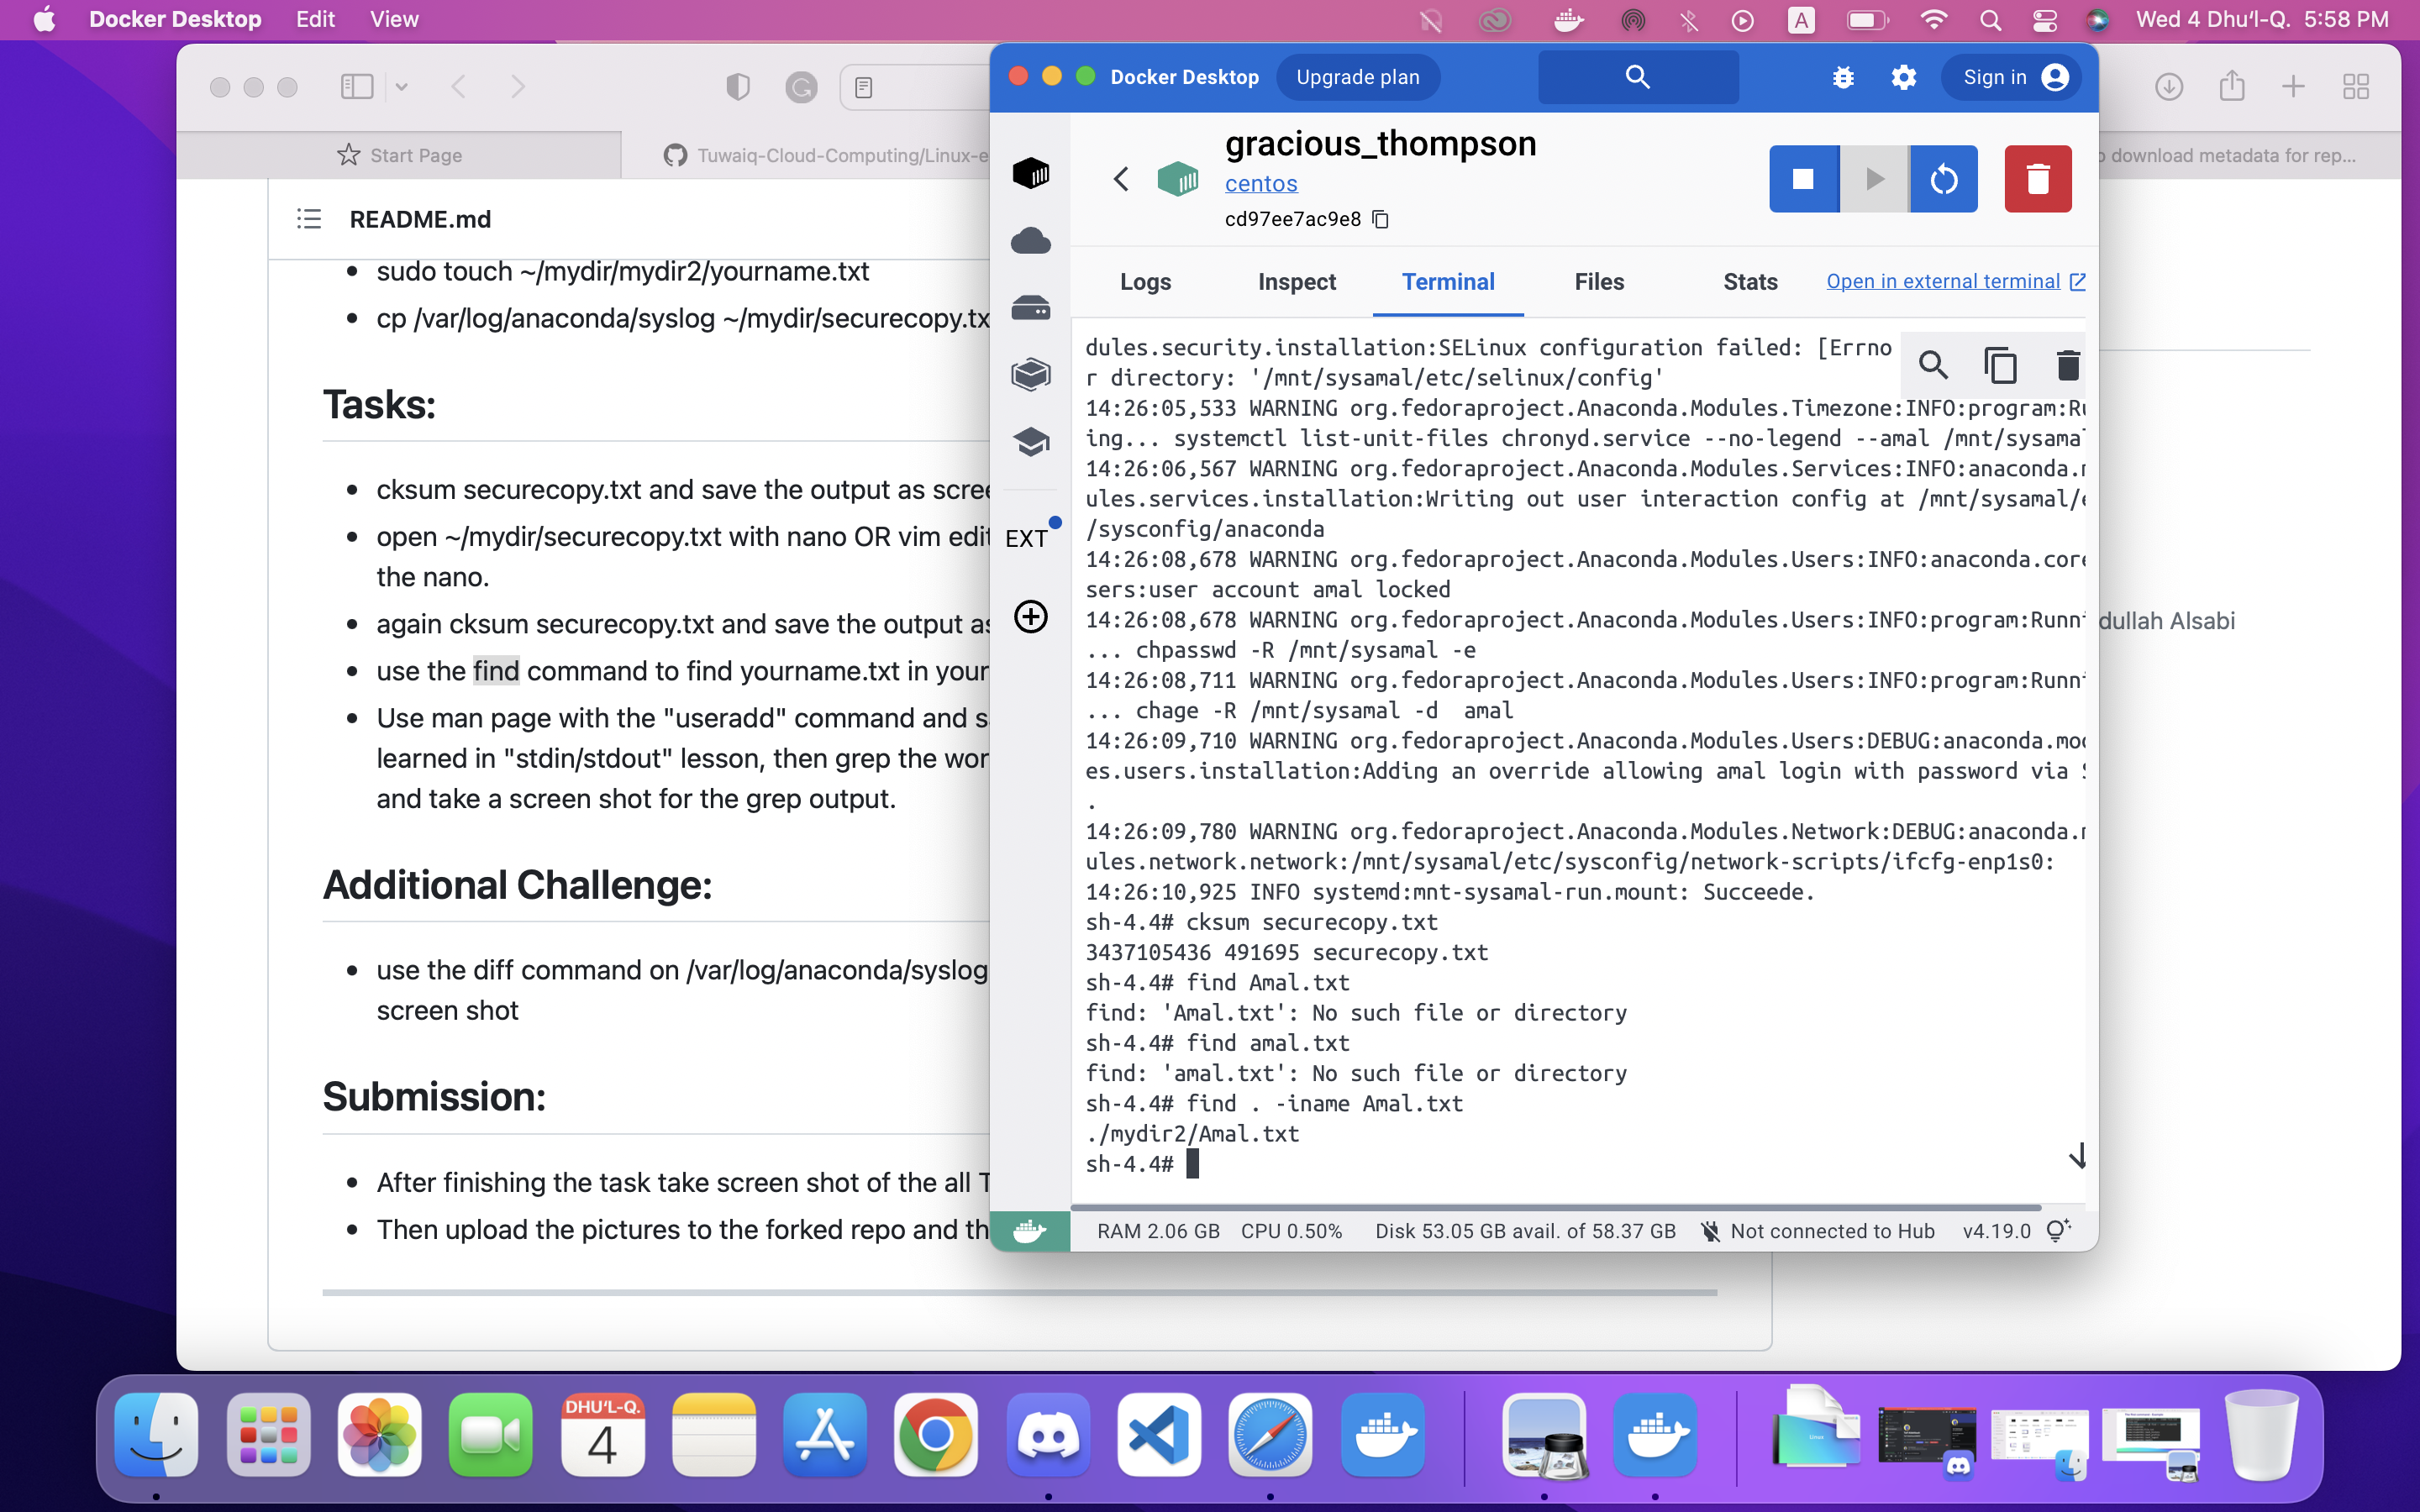 Docker Desktop Edit View
A
Wed 4 Dhuʻl-Q. 5:58 PM
Start Page
Tuwaiq-Cloud-Computing/Linux-e
download metadata for rep...
README.md
sudo touch ~/mydir/mydir2/yourname.txt
cp /var/log/anaconda/syslog ~/mydir/securecopy.tx
Tasks:
cksum securecopy.txt and save the output as scree
open ~/mydir/securecopy.txt with nano OR vim edit
the nano.
again cksum securecopy.txt and save the output as
use the find command to find yourname.txt in your
Use man page with the "useradd" command and s
learned in "stdin/stdout" lesson, then grep the wor
and take a screen shot for the grep output.
Additional Challenge:
use the diff command on /var/log/anaconda/syslog
screen shot
Submission:
After finishing the task take screen shot of the all T
Then upload the pictures to the forked repo and th
dullah Alsabi
Docker Desktop Upgrade plan
Sign in
gracious_thompson
centos
cd97ee7ac9e8
EXT
Logs Inspect Terminal Files Stats Open in external terminal
dules.security.installation:SELinux configuration failed: [Errno
r directory: '/mnt/sysamal/etc/selinux/config'
14:26:05,533 WARNING org.fedoraproject.Anaconda.Modules.Timezone:INFO:program:Ru
ing... systemctl list-unit-files chronyd.service --no-legend --amal /mnt/sysamal
14:26:06,567 WARNING org.fedoraproject.Anaconda.Modules.Services:INFO:anaconda.m
ules.services.installation:Writing out user interaction config at /mnt/sysamal/e
/sysconfig/anaconda
14:26:08,678 WARNING org.fedoraproject.Anaconda.Modules.Users:INFO:anaconda.core
sers:user account amal locked
14:26:08,678 WARNING org.fedoraproject.Anaconda.Modules.Users:INFO:program:Runni
... chpasswd -R /mnt/sysamal -e
14:26:08,711 WARNING org.fedoraproject.Anaconda.Modules.Users:INFO:program:Runni
... chage -R /mnt/sysamal -d  amal
14:26:09,710 WARNING org.fedoraproject.Anaconda.Modules.Users:DEBUG:anaconda.mod
es.users.installation:Adding an override allowing amal login with password via S
.
14:26:09,780 WARNING org.fedoraproject.Anaconda.Modules.Network:DEBUG:anaconda.m
ules.network.network:/mnt/sysamal/etc/sysconfig/network-scripts/ifcfg-enp1s0:
14:26:10,925 INFO systemd:mnt-sysamal-run.mount: Succeede.
sh-4.4# cksum securecopy.txt
3437105436 491695 securecopy.txt
sh-4.4# find Amal.txt
find: 'Amal.txt': No such file or directory
sh-4.4# find amal.txt
find: 'amal.txt': No such file or directory
sh-4.4# find . -iname Amal.txt
./mydir2/Amal.txt
sh-4.4#
RAM 2.06 GB CPU 0.50% Disk 53.05 GB avail. of 58.37 GB Not connected to Hub v4.19.0
DHUʻL-Q.
4